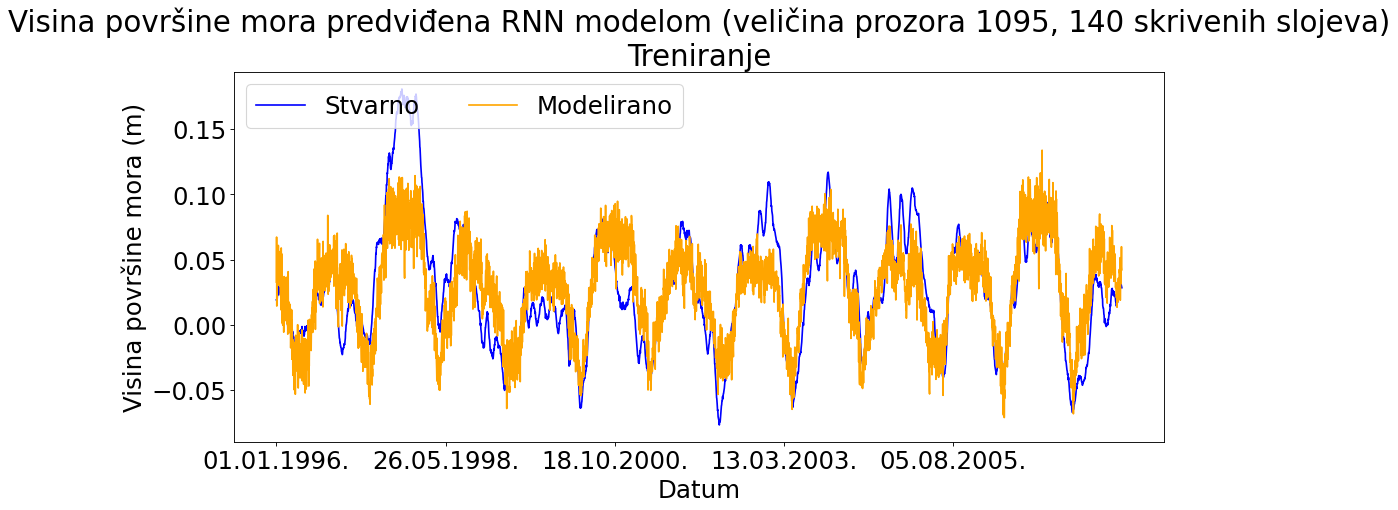 Visina površine mora predviđena RNN modelom (veličina prozora 1095, 140 skrivenih slojeva)
Treniranje
Stvarno Modelirano
Visina površine mora (m)
0.15
0.10
0.05
0.00
−0.05
01.01.1996. 26.05.1998. 18.10.2000. 13.03.2003. 05.08.2005.
Datum